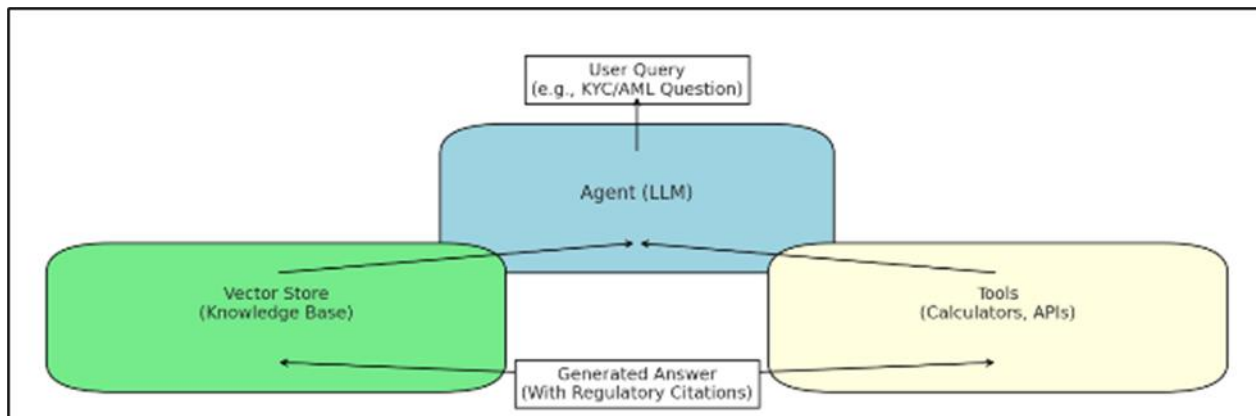 User Query
(e.g., KYC/AML Question)
Agent (LLM)
Vector Store
(Knowledge Base)
Tools
(Calculators, APIs)
Generated Answer
(With Regulatory Citations)